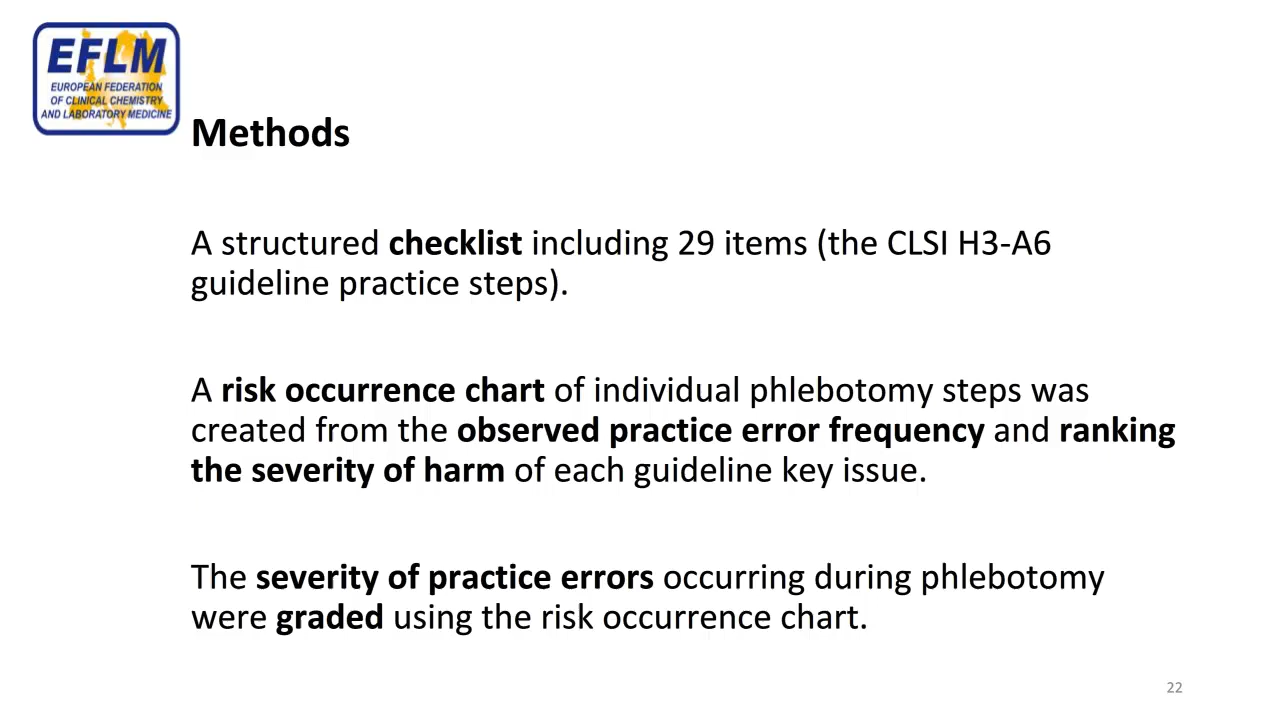 EFLM
EUROPEAN FEDERATION
OF CLINICAL CHEMISTRY
AND LABORATORY MEDICINE
Methods
A structured checklist including 29 items (the CLSI H3-A6
guideline practice steps).
A risk occurrence chart of individual phlebotomy steps was
created from the observed practice error frequency and ranking
the severity of harm of each guideline key issue.
The severity of practice errors occurring during phlebotomy
were graded using the risk occurrence chart.
22